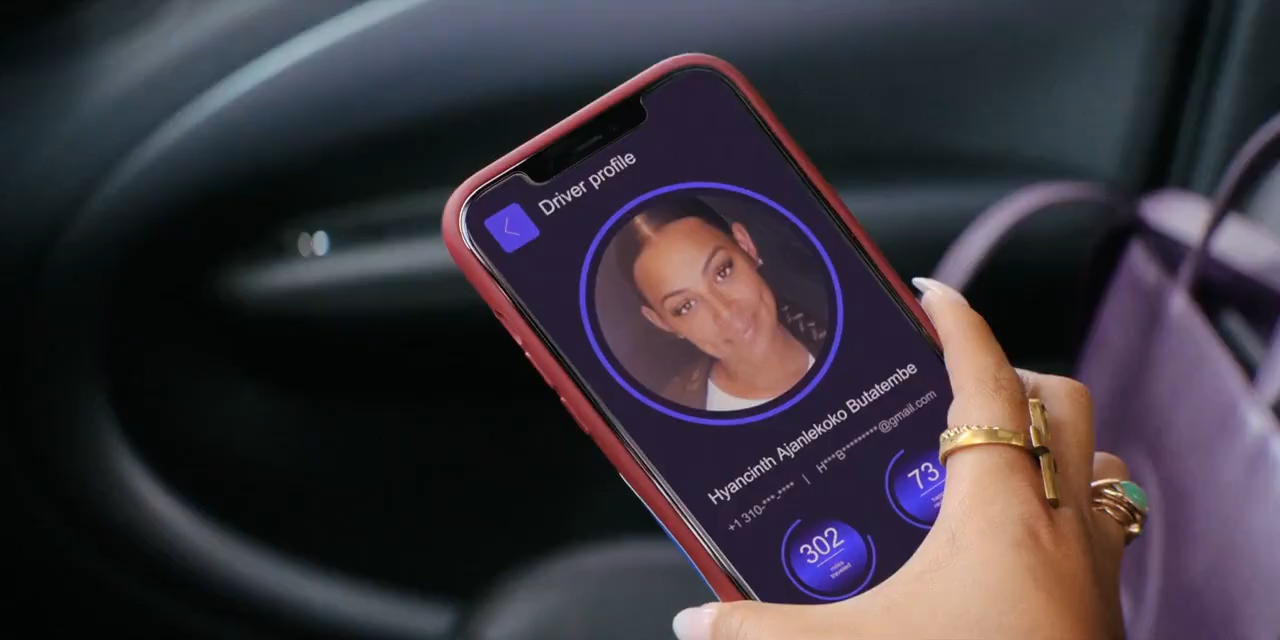 Driver profile
Hyancinth Ajanlekoko Butatembe
+1 310-***-**** | H***B*********@gmail.com
302
miles
traveled
73